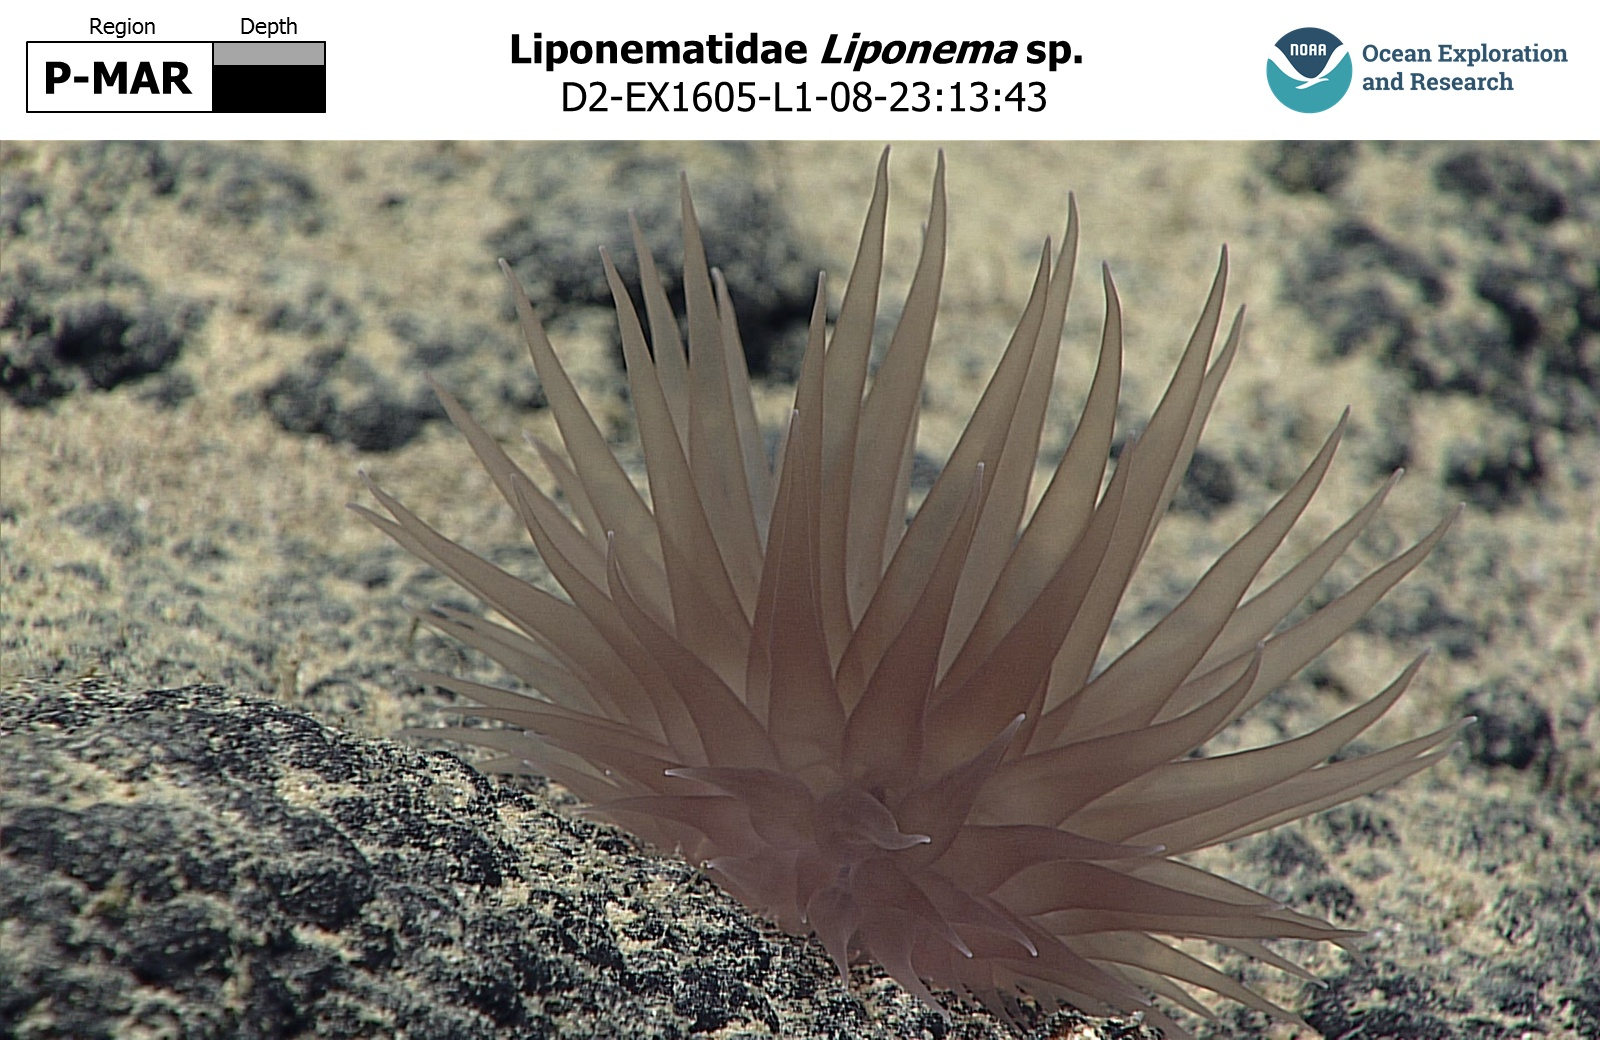 Region
Depth
P-MAR
Liponematidae Liponema sp.
D2-EX1605-L1-08-23:13:43
NOAA
Ocean Exploration
and Research